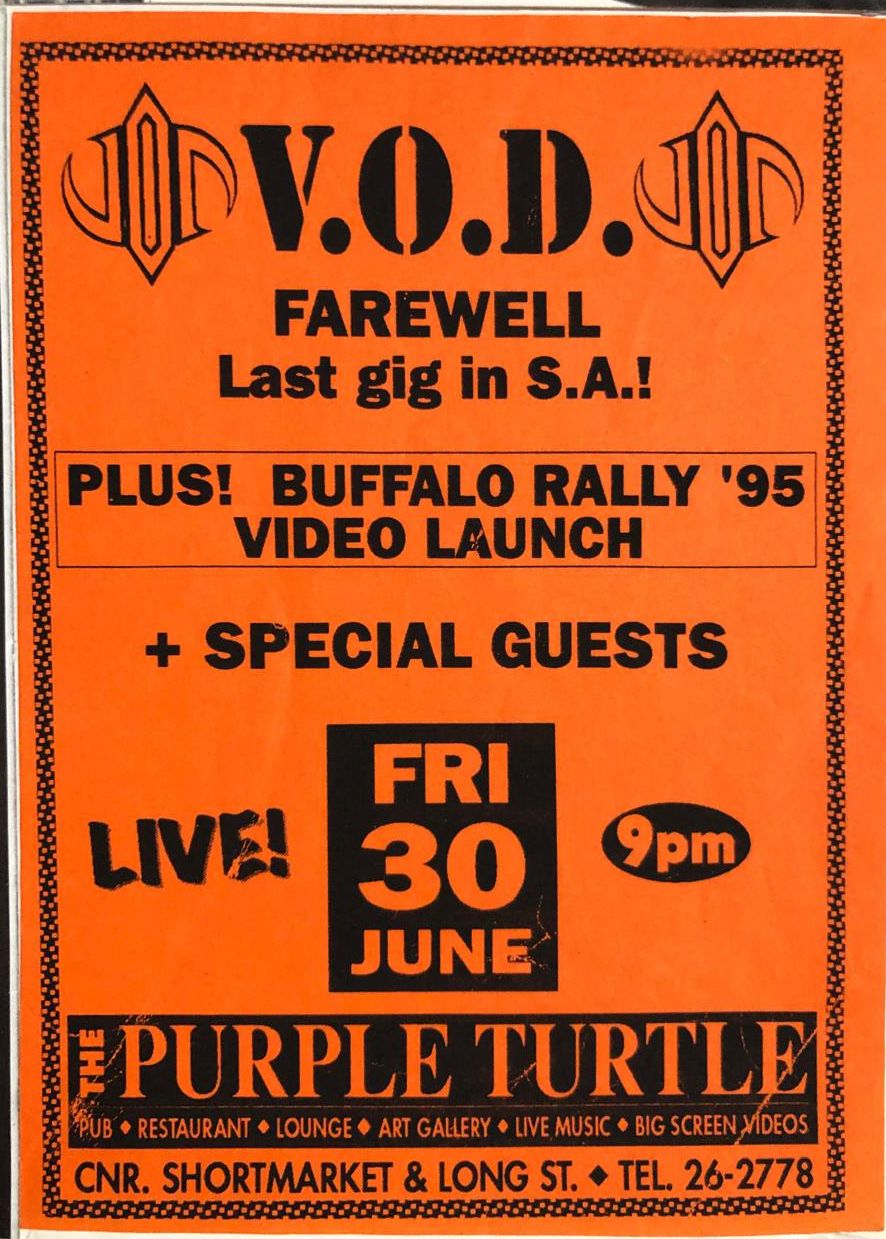 V.O.D.
FAREWELL
Last gig in S.A.!
PLUS! BUFFALO RALLY '95
VIDEO LAUNCH
+ SPECIAL GUESTS
LIVE!
FRI
30
JUNE
9pm
THE PURPLE TURTLE
PUB ♦ RESTAURANT ♦ LOUNGE ♦ ART GALLERY ♦ LIVE MUSIC ♦ BIG SCREEN VIDEOS
CNR. SHORTMARKET & LONG ST. ♦ TEL. 26-2778